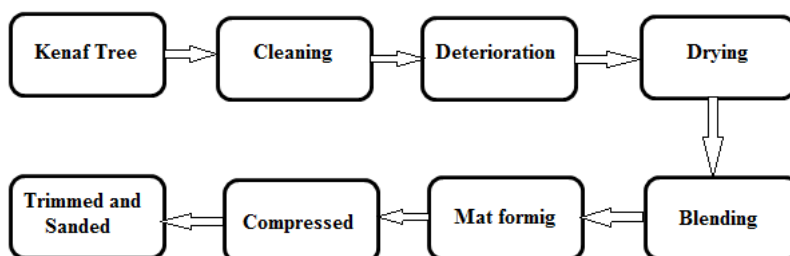 Kenaf Tree
Cleaning
Deterioration
Drying
Blending
Mat formig
Compressed
Trimmed and
Sanded